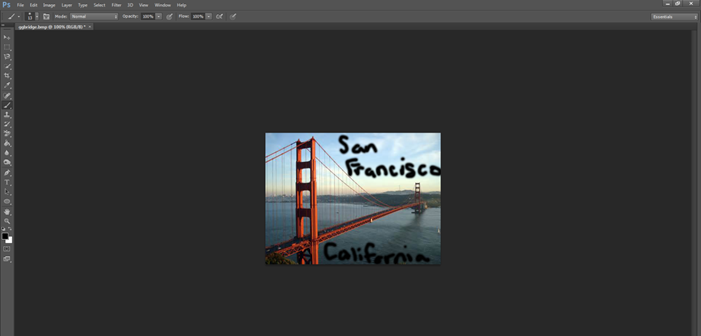 Ps File Edit Image Layer Type Select Filter 3D View Window Help
Mode: Normal Opacity: 100% Flow: 100% Essentials
ggbridge.bmp @ 100% (RGB/8) * ×
San
Francisco
California